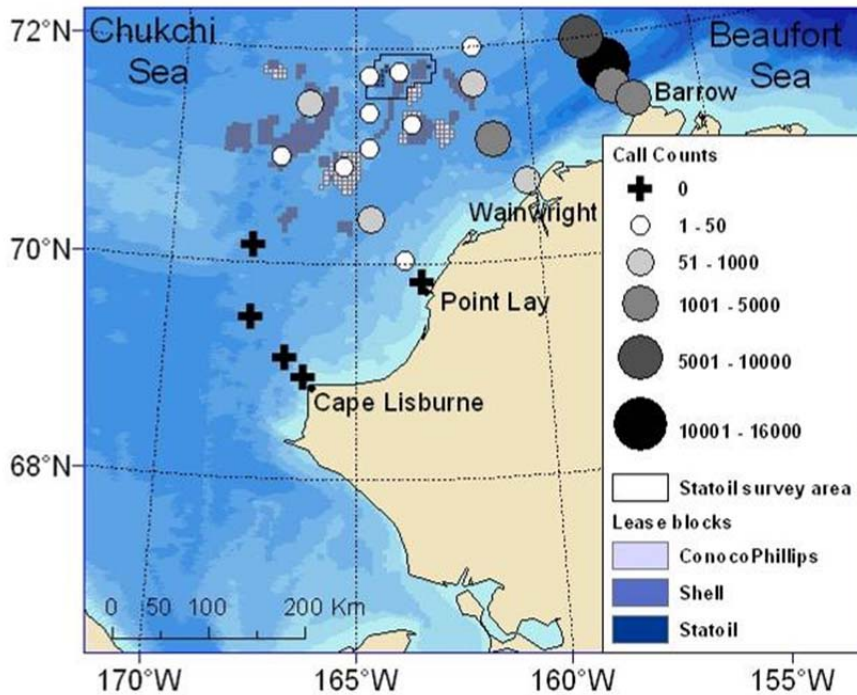 72°N
Chukchi
Sea
Beaufort
Sea
Barrow
Wainwright
70°N
Point Lay
Cape Lisburne
68°N
0 50 100 200 Km
170°W
165°W
160°W
155°W
Call Counts
0
1 - 50
51 - 1000
1001 - 5000
5001 - 10000
10001 - 16000
Statoil survey area
Lease blocks
ConocoPhillips
Shell
Statoil